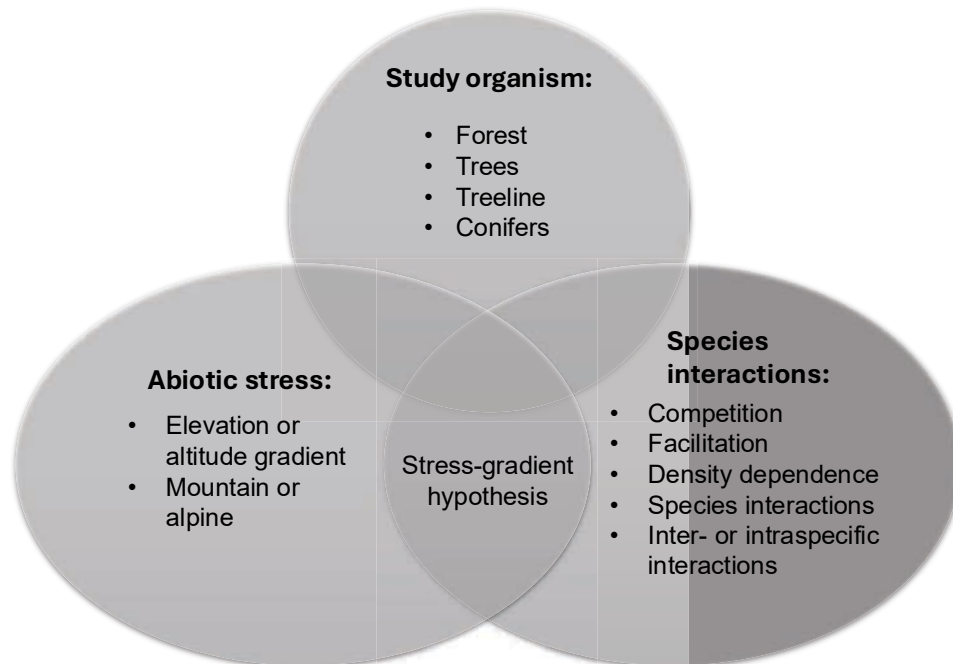 Study organism:
• Forest
• Trees
• Treeline
• Conifers
Abiotic stress:
• Elevation or
altitude gradient
• Mountain or
alpine
Stress-gradient
hypothesis
Species
interactions:
• Competition
• Facilitation
• Density dependence
• Species interactions
• Inter- or intraspecific
interactions